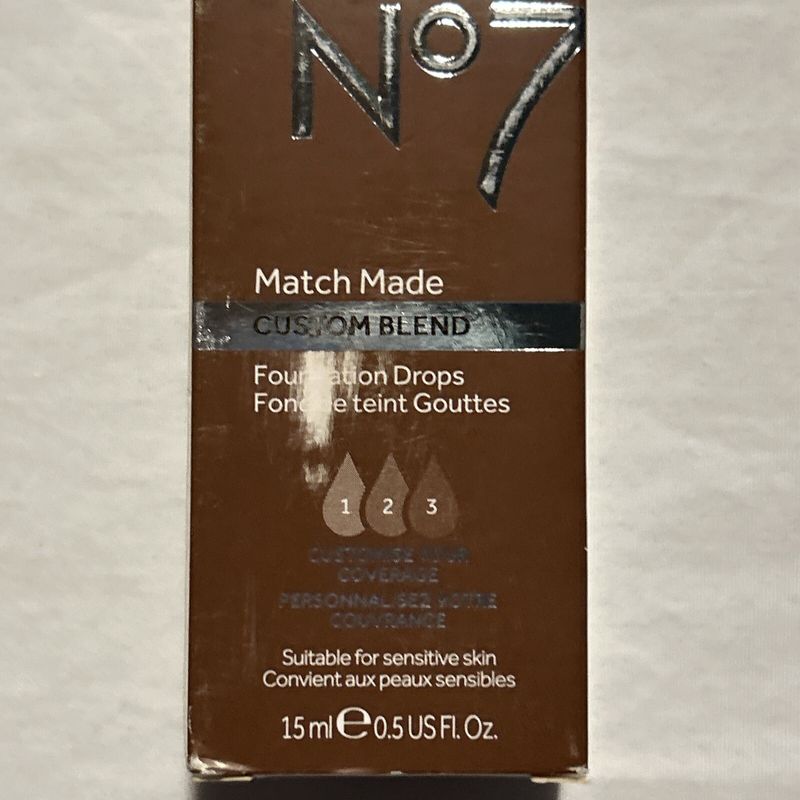 No7
Match Made
CUSTOM BLEND
Foundation Drops
Fond de teint Gouttes
1 2 3
CUSTOMISE YOUR
COVERAGE
PERSONNALISEZ VOTRE
COUVRANCE
Suitable for sensitive skin
Convient aux peaux sensibles
15 ml e 0.5 US Fl. Oz.